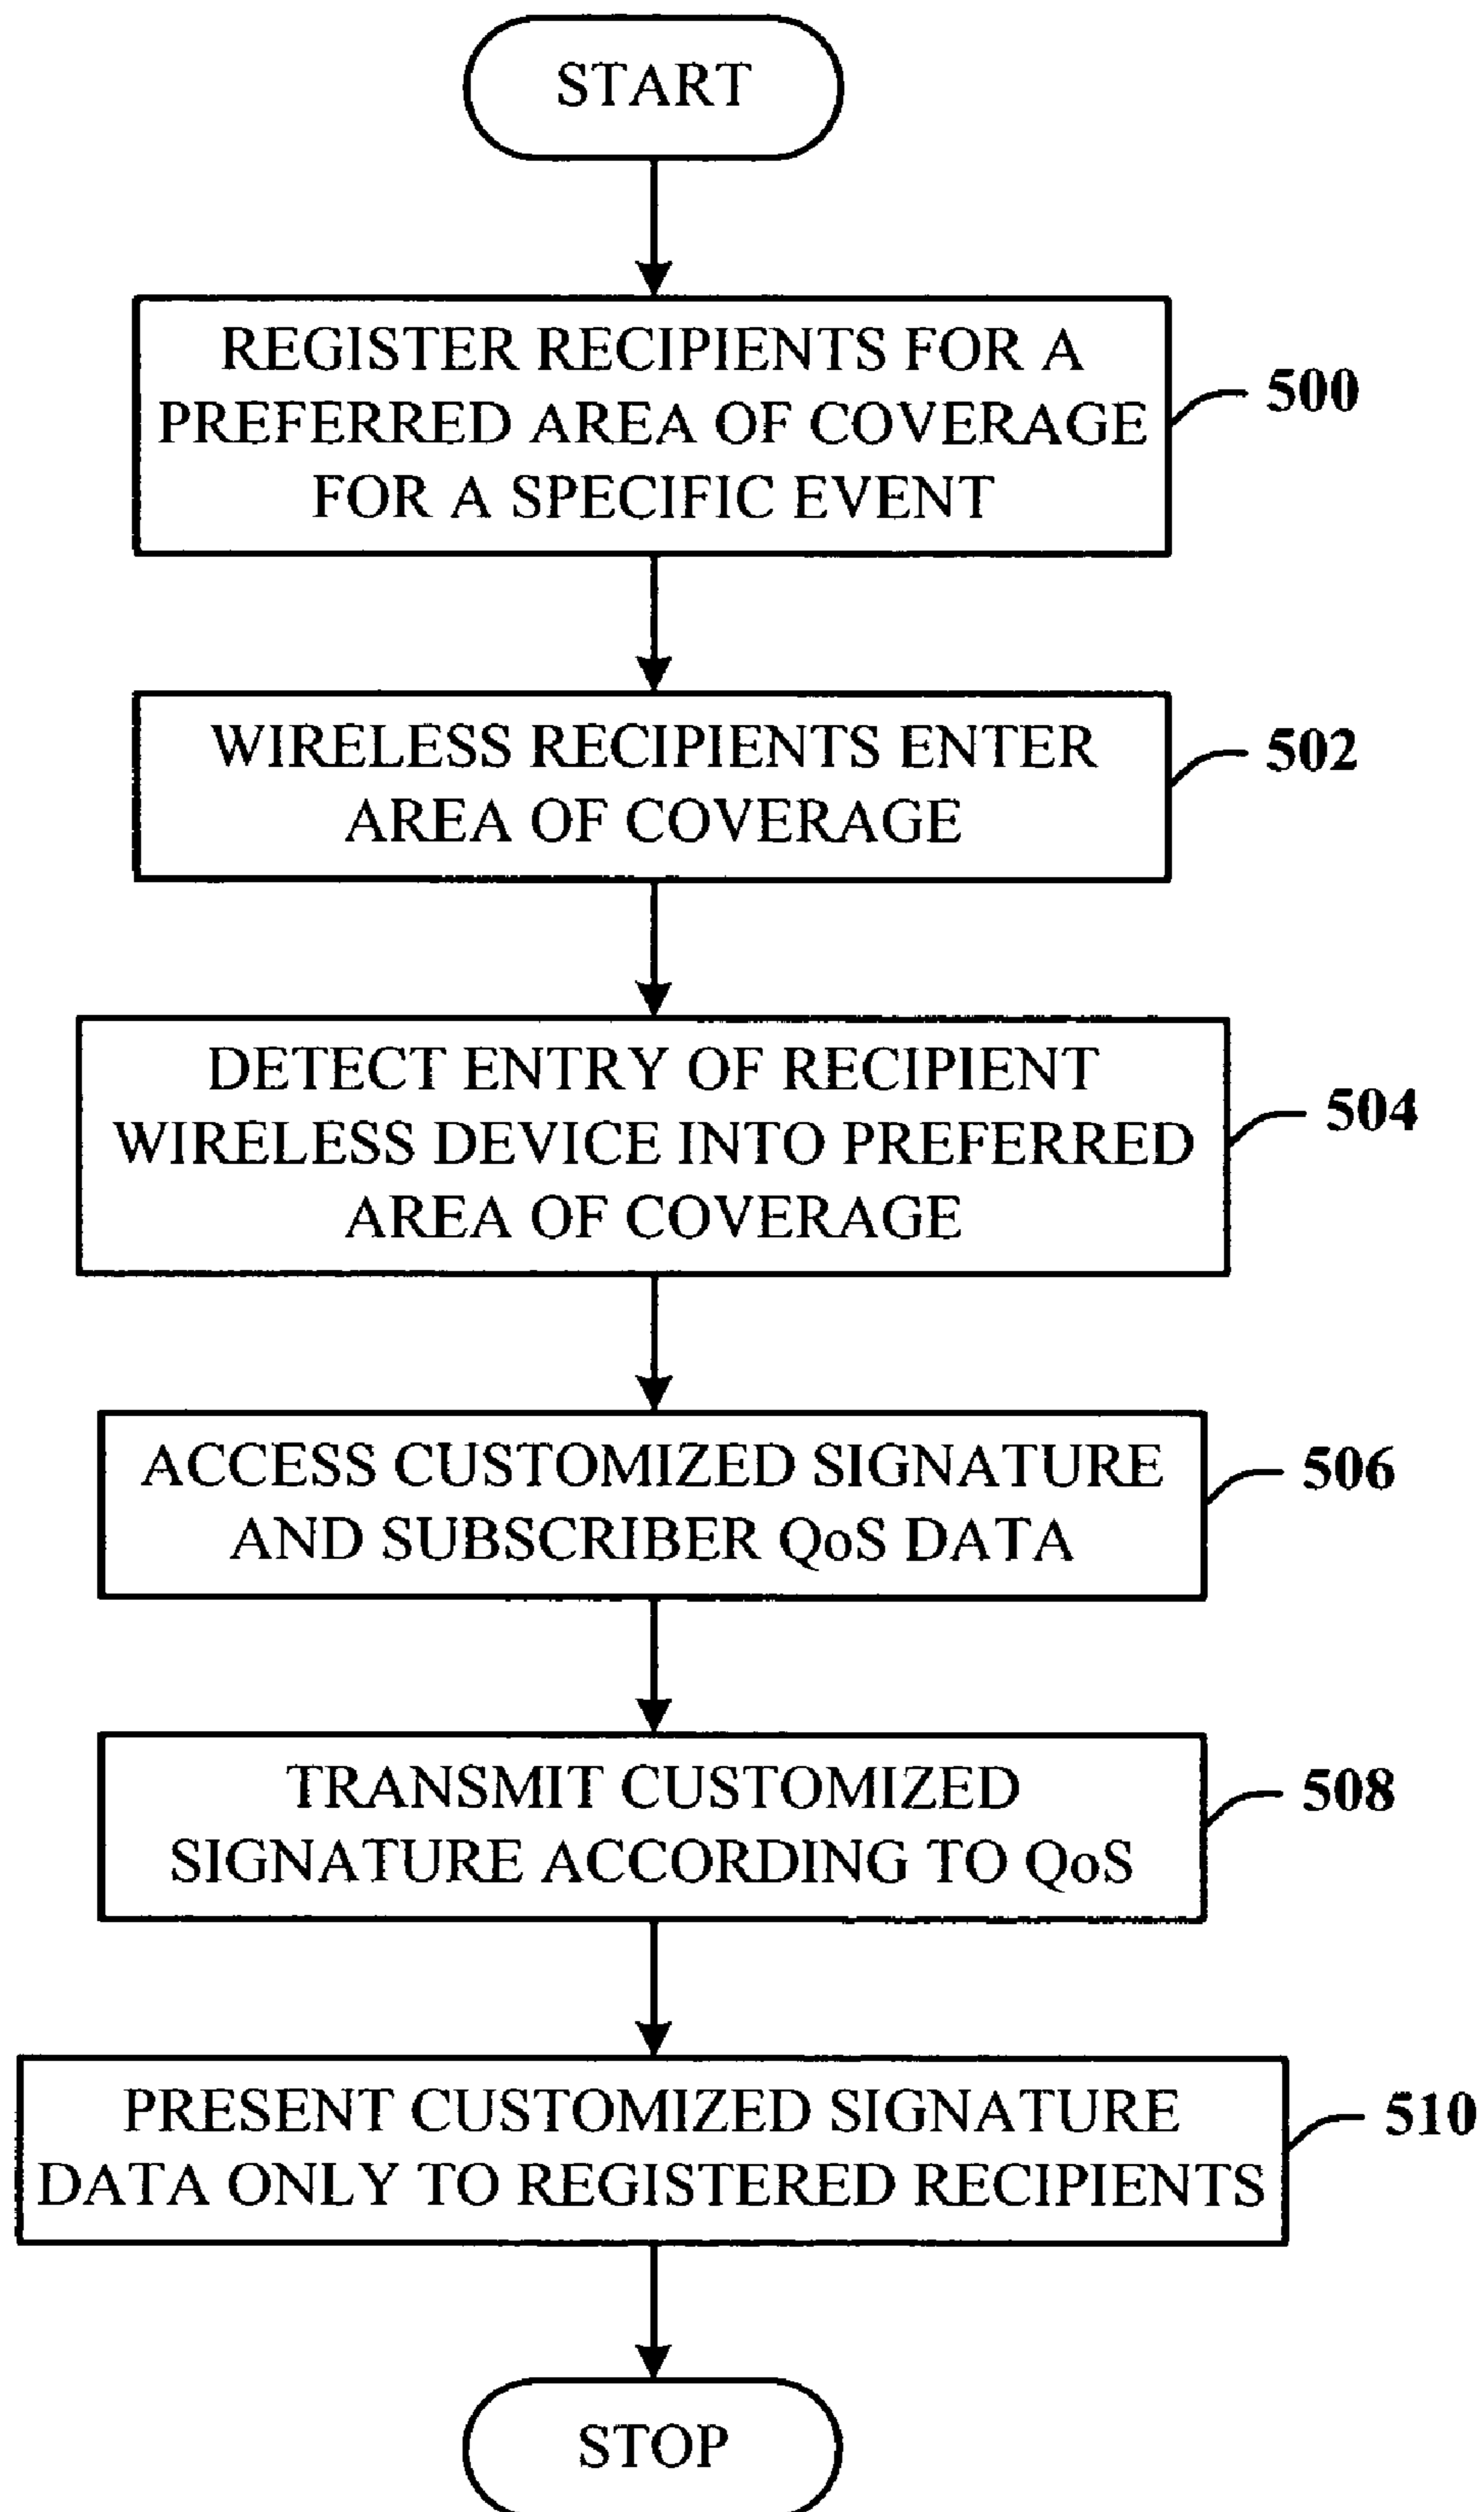 START
REGISTER RECIPIENTS FOR A
PREFERRED AREA OF COVERAGE
FOR A SPECIFIC EVENT
500
WIRELESS RECIPIENTS ENTER
AREA OF COVERAGE
502
DETECT ENTRY OF RECIPIENT
WIRELESS DEVICE INTO PREFERRED
AREA OF COVERAGE
504
ACCESS CUSTOMIZED SIGNATURE
AND SUBSCRIBER QoS DATA
506
TRANSMIT CUSTOMIZED
SIGNATURE ACCORDING TO QoS
508
PRESENT CUSTOMIZED SIGNATURE
DATA ONLY TO REGISTERED RECIPIENTS
510
STOP